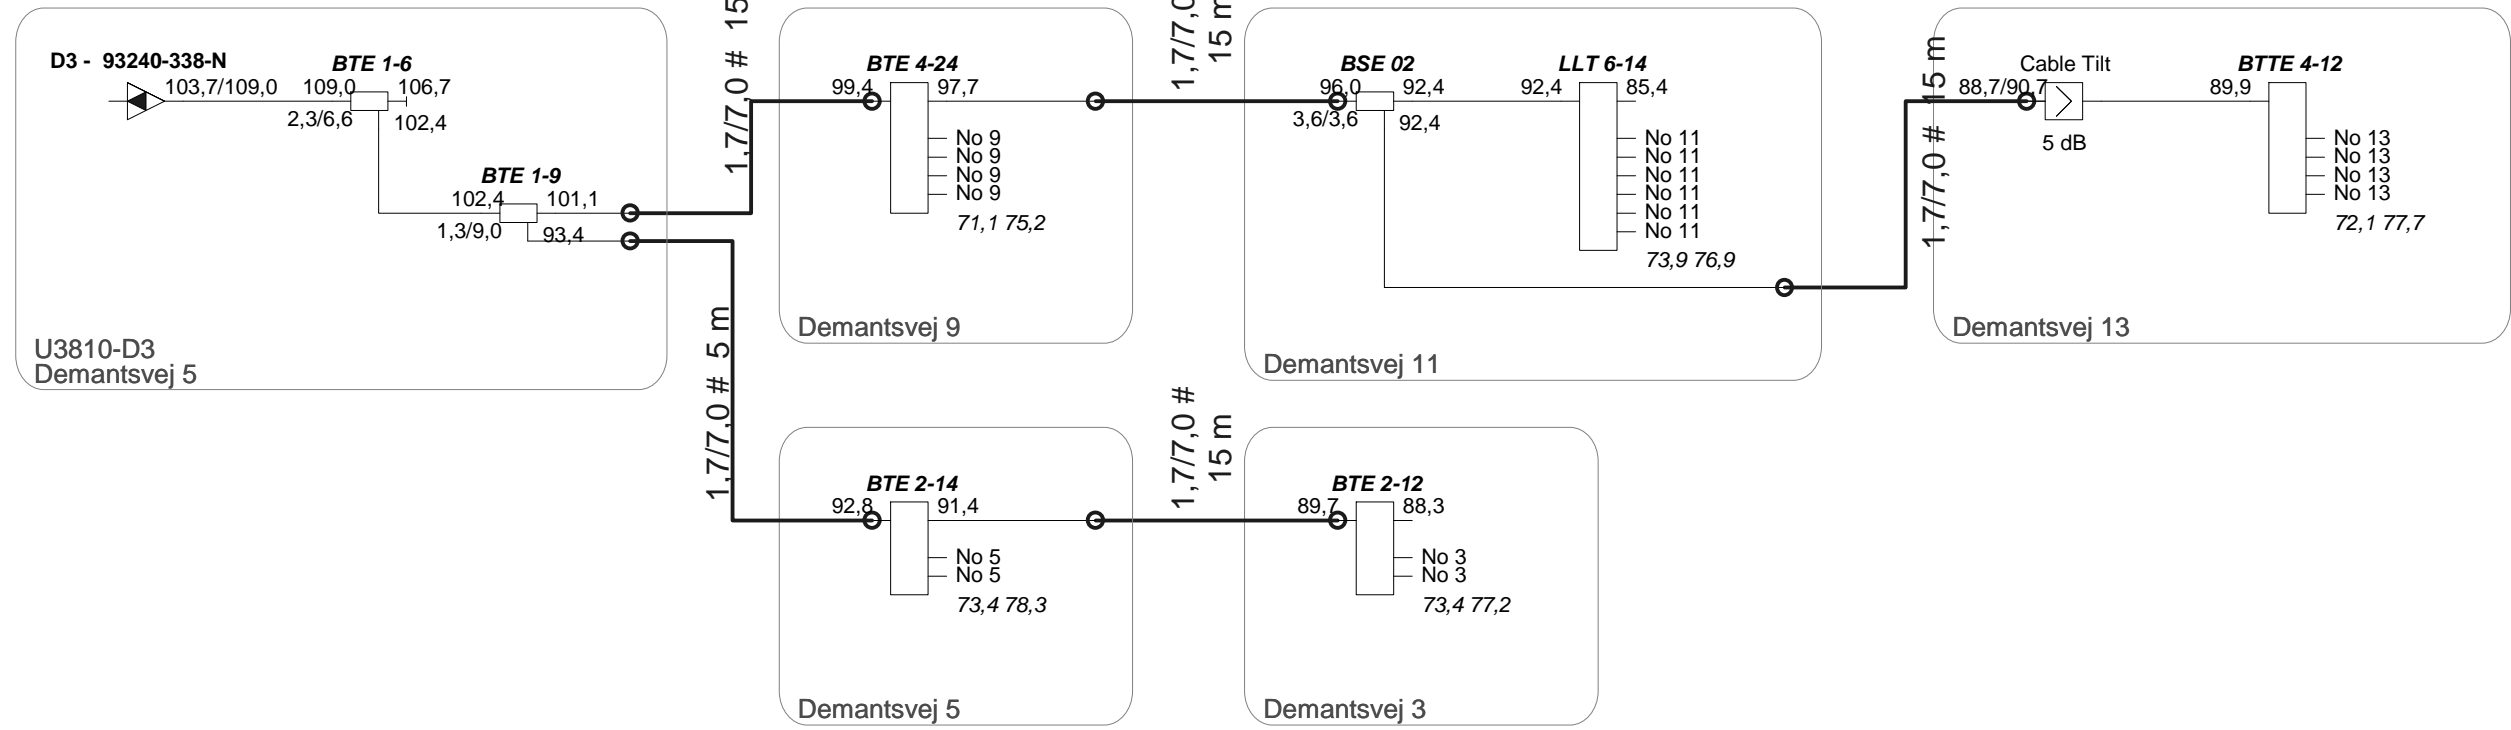 D3 -  93240-338-N
103,7/109,0
BTE 1-6
109,0
106,7
2,3/6,6
102,4
BTE 1-9
102,4
101,1
1,3/9,0
93,4
U3810-D3
Demantsvej 5
1,7/7,0 # 15
BTE 4-24
99,4
97,7
No 9
No 9
No 9
No 9
71,1 75,2
Demantsvej 9
1,7/7,0
15 m
BSE 02
96,0
92,4
3,6/3,6
92,4
LLT 6-14
92,4
85,4
No 11
No 11
No 11
No 11
No 11
No 11
73,9 76,9
Demantsvej 11
1,7/7,0 # 15 m
Cable Tilt
88,7/90,7
5 dB
BTTE 4-12
89,9
No 13
No 13
No 13
No 13
72,1 77,7
Demantsvej 13
1,7/7,0 # 5 m
BTE 2-14
92,8
91,4
No 5
No 5
73,4 78,3
Demantsvej 5
1,7/7,0 #
15 m
BTE 2-12
89,7
88,3
No 3
No 3
73,4 77,2
Demantsvej 3